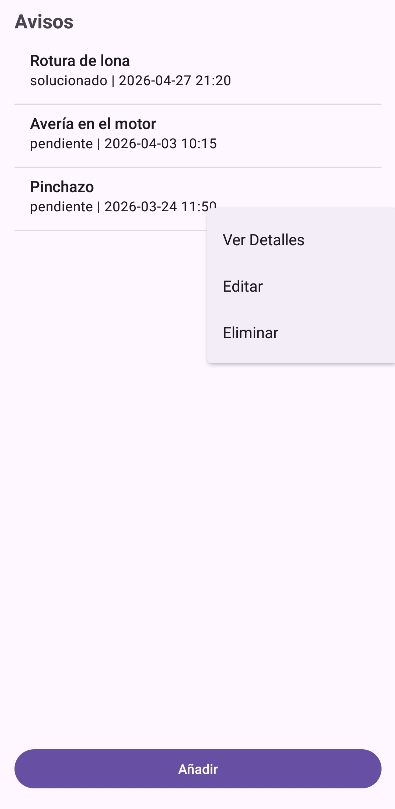 Avisos
Rotura de lona
solucionado | 2026-04-27 21:20
Avería en el motor
pendiente | 2026-04-03 10:15
Pinchazo
pendiente | 2026-03-24 11:50
Ver Detalles
Editar
Eliminar
Añadir